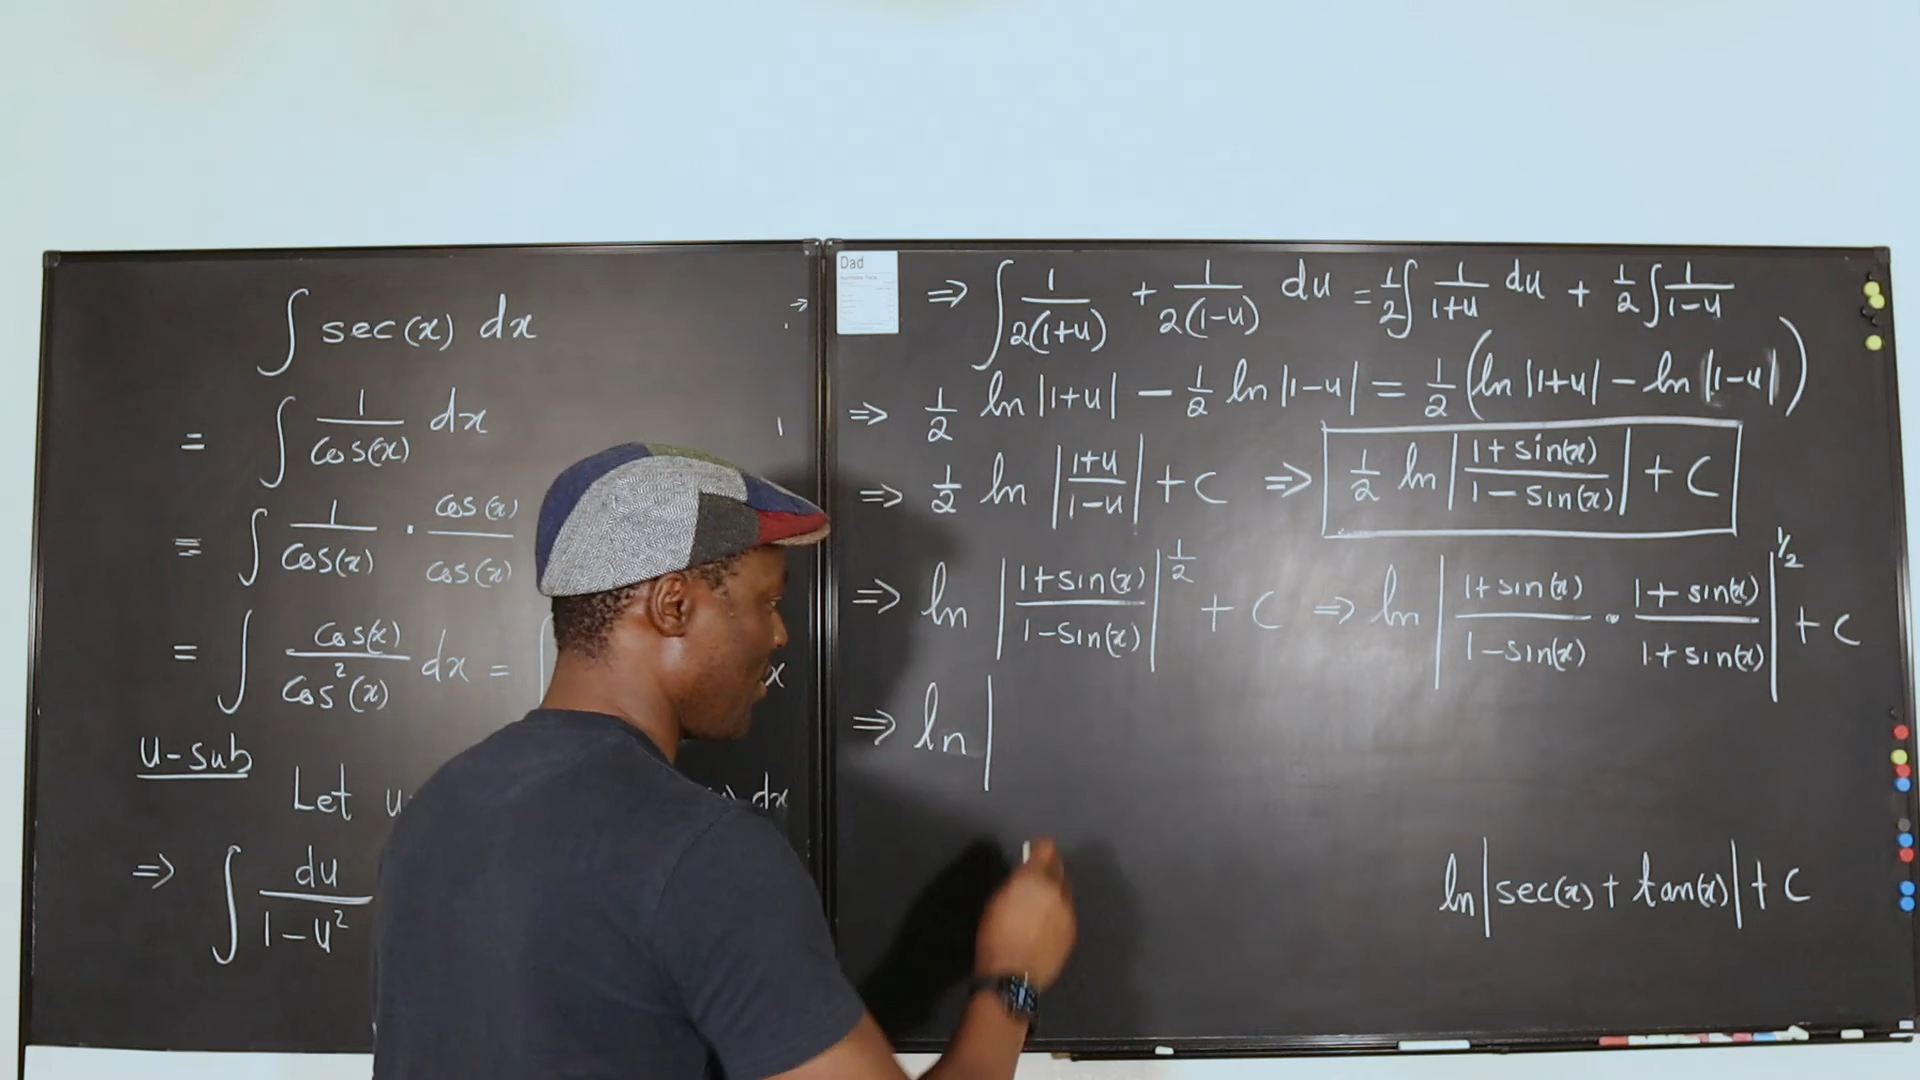 ∫ sec(x) dx
= ∫ 1/cos(x) dx
= ∫ 1/cos(x) · cos(x)/cos(x)
= ∫ cos(x)/cos²(x) dx = ∫ x
u-sub
Let u= dx
⇒ ∫ du/(1-u²)
Dad
⇒ ∫ 1/(2(1+u)) + 1/(2(1-u)) du = 1/2 ∫ 1/(1+u) du + 1/2 ∫ 1/(1-u)
⇒ 1/2 ln |1+u| - 1/2 ln |1-u| = 1/2 (ln |1+u| - ln |1-u|)
⇒ 1/2 ln |(1+u)/(1-u)| + C ⇒ 1/2 ln |(1+sin(x))/(1-sin(x))| + C
⇒ ln |(1+sin(x))/(1-sin(x))|^(1/2) + C ⇒ ln |(1+sin(x))/(1-sin(x)) · (1+sin(x))/(1+sin(x))|^(1/2) + C
⇒ ln |
ln |sec(x) + tan(x)| + C